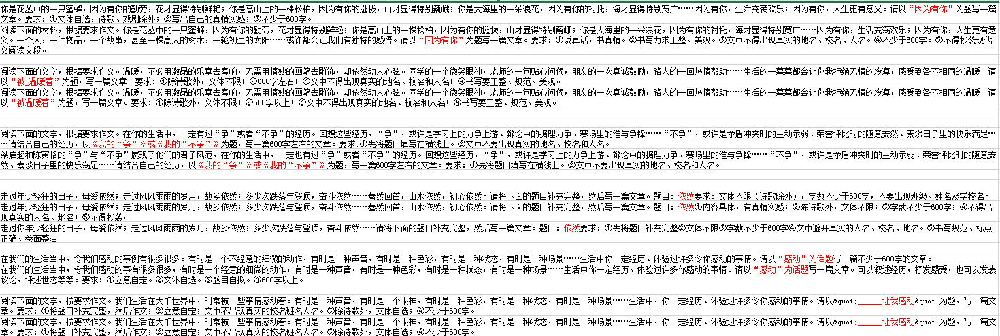 你是花丛中的一只蜜蜂，因为有你的勤劳，花才显得特别鲜艳；你是高山上的一棵松柏，因为有你的挺拔，山才显得特别巍峨；你是大海里的一朵浪花，因为有你的衬托，海才显得特别宽广……因为有你，生活充满欢乐；因为有你，人生更有意义。请以“因为有你”为题写一篇
文章。要求：①文体自选，诗歌、戏剧除外；②写出自己的真情实感；③不少于600字。
阅读下面的材料，根据要求作文。你是花丛中的一只蜜蜂，因为有你的勤劳，花才显得特别鲜艳；你是高山上的一棵松柏，因为有你的挺拔，山才显得特别巍峨；你是大海里的一朵浪花，因为有你的衬托，海才显得特别宽广……因为有你，生活充满欢乐；因为有你，人生更有意
义。一个人，一件物品，一个故事，甚至一棵高大的树木，一轮初生的太阳……或许都会让我们有独特的感悟。请以“因为有你”为题写一篇文章。要求：①说真话，书真情。②书写力求工整、美观。③文中不得出现真实的地名、校名、人名。④不少于600字。⑤不得抄袭现代
文阅读文段。
阅读下面的文字，根据要求作文。温暖，不必用激昂的乐章去奏响，无需用精妙的画笔去雕饰，却依然动人心弦。同学的一个微笑眼神，老师的一句贴心问候，朋友的一次真诚鼓励，路人的一回热情帮助……生活的一幕幕都会让你我拒绝无情的冷漠，感受到各不相同的温暖。请
以“被_温暖着”为题，写一篇文章。要求：①除诗歌外，文体不限；②600字左右；③文中不得出现真实的地名、校名和人名；④书写要工整、规范、美观。
阅读下面的文字，根据要求作文。温暖，不必用激昂的乐章去奏响，无需用精妙的画笔去雕饰，却依然动人心弦。同学的一个微笑眼神，老师的一句贴心问候，朋友的一次真诚鼓励，路人的一回热情帮助……生活的一幕幕都会让你我拒绝无情的冷漠，感受到各不相同的温暖。请
以“被温暖着”为题，写一篇文章。要求：①除诗歌外，文体不限；②600字以上；③文中不得出现真实的地名、校名和人名；④书写要工整、规范、美观。
阅读下面的文字，根据要求作文。在你的生活中，一定有过“争”或者“不争”的经历。回想这些经历，“争”，或许是学习上的力争上游、辩论中的据理力争、赛场里的谁与争锋……“不争”，或许是矛盾冲突时的主动示弱、荣誉评比时的随意安然、素淡日子里的快乐满足…
…请结合自己的经历，以《我的“争”》或《我的“不争”》为题，写一篇600字左右的文章。要求:①先将题目填写在横线上。②文中不要出现真实的地名、校名和人名。
梁启超和陈寅恪的“争”与“不争”展现了他们的君子风范，在你的生活中，一定也有过“争”或者“不争”的经历。回想这些经历，“争”，或许是学习上的力争上游、辩论中的据理力争、赛场里的谁与争锋……“不争”，或许是矛盾冲突时的主动示弱、荣誉评比时的随意安
然、素淡日子里的快乐满足……请结合自己的经历，以《我的“争”》或《我的“不争”》为题，写一篇600字左右的文章。要求：①先将题目填写在横线上。②文中不要出现真实的地名、校名和人名。
走过年少轻狂的日子，母爱依然；走过风风雨雨的岁月，故乡依然；多少次跌落与登顶，奋斗依然……蓦然回首，山水依然，初心依然。请将下面的题目补充完整，然后写一篇文章。题目：依然要求：文体不限（诗歌除外），字数不少于600字，不要出现班级、姓名及学校名。
走过年少轻狂的日子，母爱依然；走过风风雨雨的岁月，故乡依然；多少次跌落与登顶，奋斗依然……蓦然回首，山水依然，初心依然。请将下面的题目补充完整，然后写一篇文章。题目：依然①内容具体，有真情实感；②陈诗歌外，文体不限；③字数不少于600字；④不得出
现真实的人名、地名；⑤不得抄袭。
走过你年少轻狂的日子，母爱依然；走过风风雨雨的岁月，故乡依然；多少次跌落与登顶，奋斗依然……请将下面的题目补充完整，然后写一篇文章。题目：依然要求：①先将题目补充完整②文体不限③字数不少于600字④文中避开真实的人名、校名、地名。⑤书写规范、标点
正确、卷面整洁
在我们的生活当中，令我们感动的事例有很多很多。有时是一个不经意的细微的动作，有时是一种声音，有时是一种色彩，有时是一种状态，有时是一种场景……生活中你一定经历、体验过许多令你感动的事情。请以“感动”为话题写一篇不少于600字的文章。
在我们的生活当中，令我们感动的事有很多很多，有时是一个不经意的细微的动作，有时是一种声音，有时是一种色彩，有时是一种状态，有时是一种场景……生活中你一定经历、体验过许多你感动的事情。请以“感动”为话题写一篇文章。可以叙述经历，抒发感受，也可以发表
议论，评述世态等等。要求：①立意自定。②文体自选。③题目自拟。④600字以上。
阅读下面的文字，按要求作文。我们生活在大千世界中，时常被一些事情感动着。有时是一种声音，有时是一个眼神，有时是一种色彩，有时是一种状态，有时是一种场景……生活中，你一定经历、体验过许多令你感动的事情。请以&quot;______让我感动&quot;为题，写一篇文
章。要求：①将题目补充完整，然后作文；②立意自定；文中不出现真实的校名班名人名。③除诗歌外，文体自选；④不少于600字。
阅读下面的文字，按要求作文。我们生活在大千世界中，时常被一些事情感动着。有时是一种声音，有时是一个眼神，有时是一种色彩，有时是一种状态，有时是一种场景……生活中，你一定经历、体验过许多令你感动的事情。请以&quot;______让我感动&quot;为题，写一篇文
章。要求：①将题目补充完整，然后作文；②立意自定；文中不出现真实的校名班名人名。③除诗歌外，文体自选；④不少于600字。